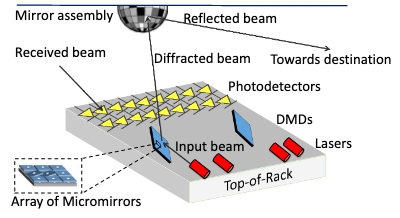 Mirror assembly
Reflected beam
Received beam
Diffracted beam
Towards destination
Photodetectors
DMDs
Input beam
Lasers
Top-of-Rack
Array of Micromirrors